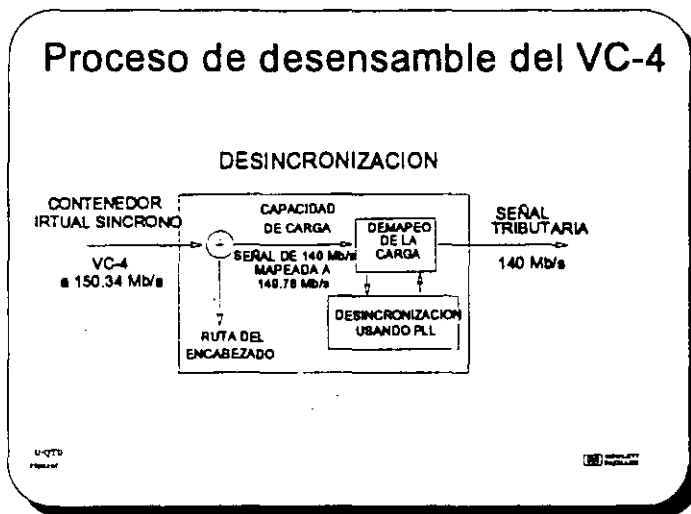 Proceso de desensamble del VC-4
DESINCRONIZACION
CONTENEDOR
IRTUAL SINCRONO
VC-4
a 150.34 Mb/s
CAPACIDAD
DE CARGA
SEÑAL DE 140 Mb/s
MAPEADA A
149.76 Mb/s
RUTA DEL
ENCABEZADO
DEMAPEO
DE LA
CARGA
DESINCRONIZACION
USANDO PLL
SEÑAL
TRIBUTARIA
140 Mb/s
HEWLETT
PACKARD